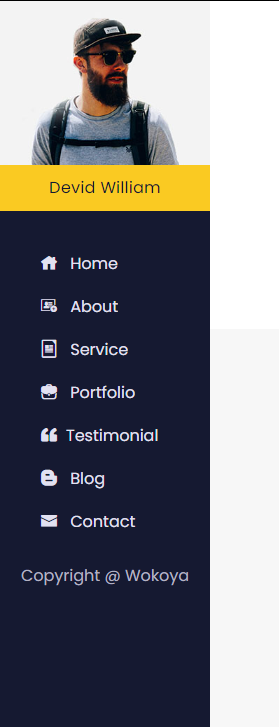 Devid William
Home
About
Service
Portfolio
Testimonial
Blog
Contact
Copyright @ Wokoya